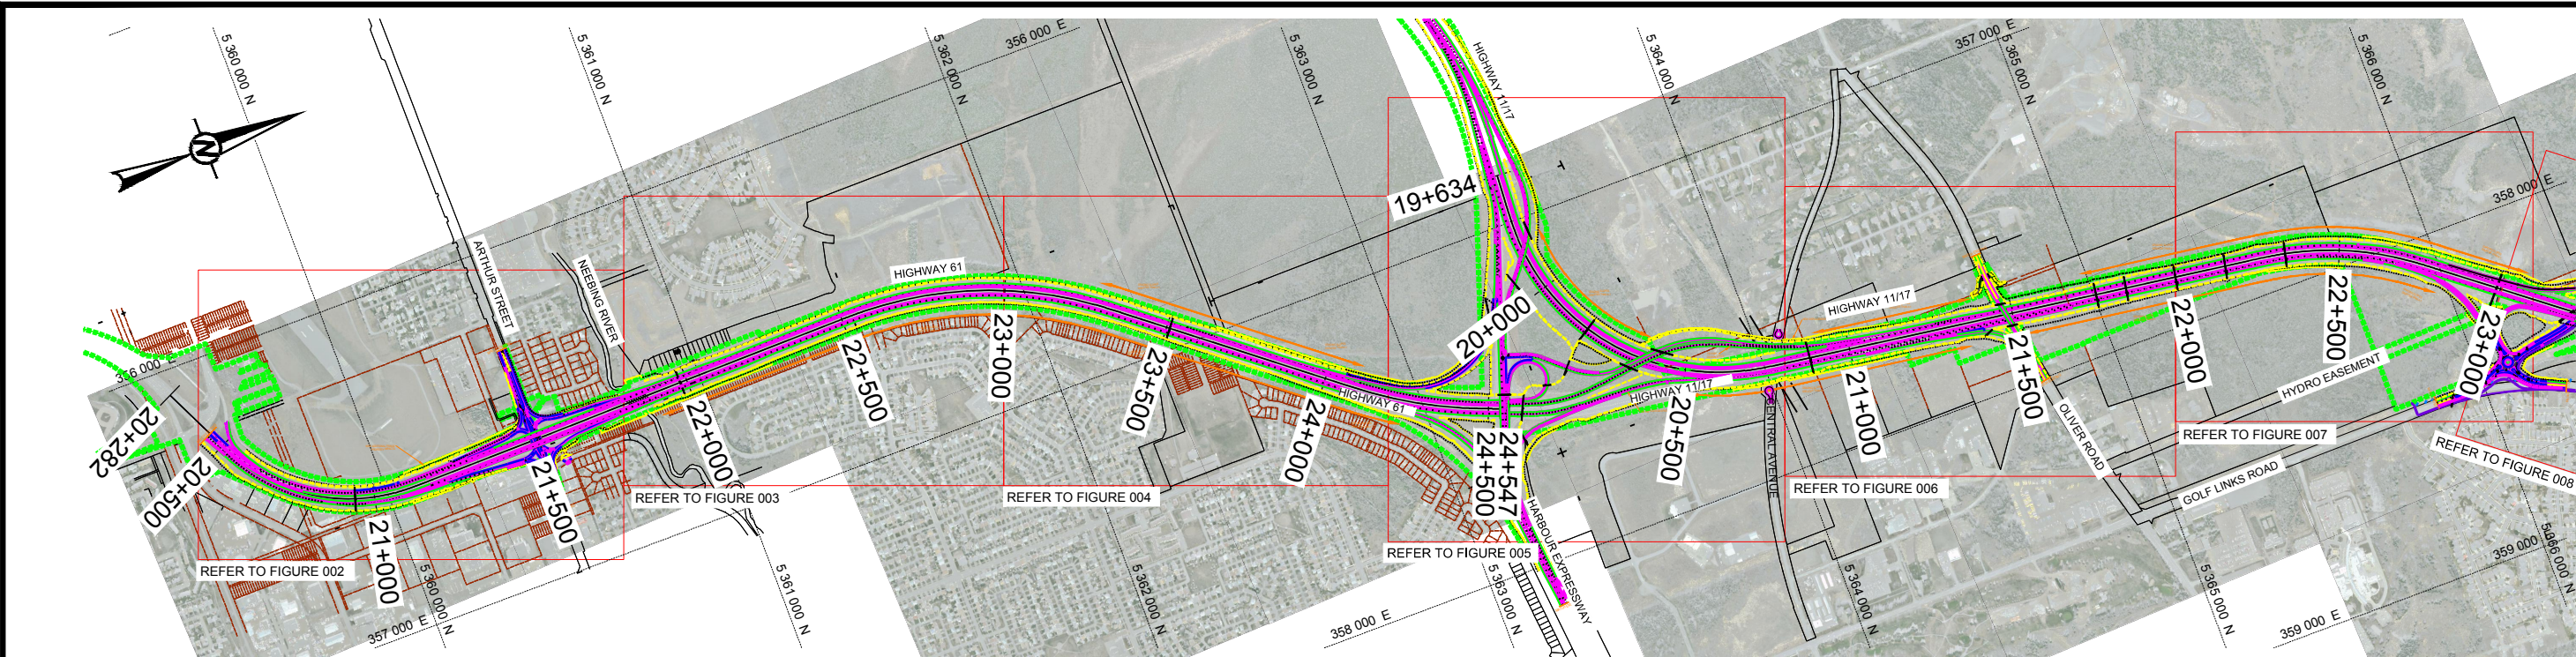 5 360 000 N
5 361 000 N
5 362 000 N
356 000 E
5 363 000 N
HIGHWAY 11/17
5 364 000 N
357 000 E
5 365 000 N
5 366 000 N
N
19+634
358 000 E
ARTHUR STREET
NEEBING RIVER
HIGHWAY 61
HIGHWAY 11/17
20+000
23+000
22+500
23+500
22+000
22+500
23+000
21+500
356 000
HIGHWAY 61
HIGHWAY 11/17
HYDRO EASEMENT
20+282
20+500
22+000
24+000
20+500
21+000
CENTRAL AVENUE
OLIVER ROAD
REFER TO FIGURE 007
REFER TO FIGURE 008
21+500
24+547
24+500
GOLF LINKS ROAD
REFER TO FIGURE 003
REFER TO FIGURE 004
REFER TO FIGURE 006
21+000
HARBOUR EXPRESSWAY
REFER TO FIGURE 005
REFER TO FIGURE 002
359 000 E
5 366 000 N
5 360 000 N
5 361 000 N
5 362 000 N
5 363 000 N
5 364 000 N
5 365 000 N
357 000 E
358 000 E
359 000 E